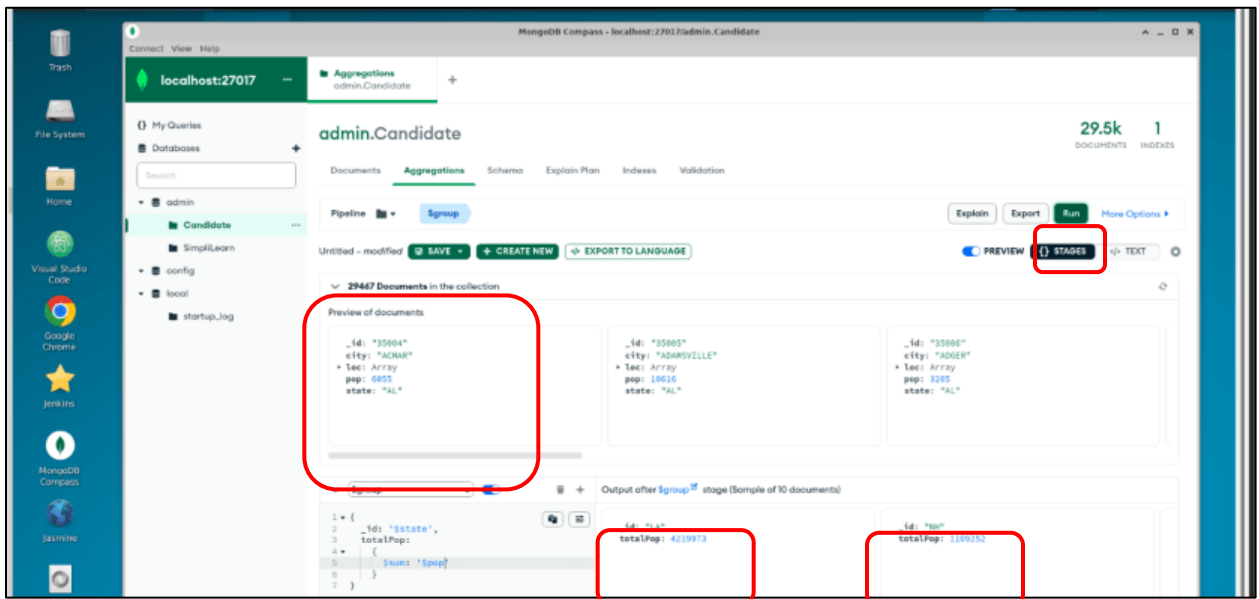 MongoDB Compass - localhost:27017/admin.Candidate
Connect View Help
Trash
File System
Home
Visual Studio
Code
Google
Chrome
Jenkins
MongoDB
Compass
Jasmine
localhost:27017 ...
{} My Queries
Databases +
Search
admin
Candidate ...
SimpliLearn
config
local
startup_log
Aggregations
admin.Candidate
+
admin.Candidate
29.5k 1
DOCUMENTS INDEXES
Documents Aggregations Schema Explain Plan Indexes Validation
Pipeline $group Explain Export Run More Options
Untitled – modified SAVE + CREATE NEW </> EXPORT TO LANGUAGE PREVIEW {} STAGES </> TEXT
29467 Documents in the collection
Preview of documents
_id: "35004"
city: "ACMAR"
loc: Array
pop: 6055
state: "AL"
_id: "35005"
city: "ADAMSVILLE"
loc: Array
pop: 10616
state: "AL"
_id: "35006"
city: "ADGER"
loc: Array
pop: 3205
state: "AL"
$group + Output after $group stage (Sample of 10 documents)
1 {
2 _id: "$state",
3 totalPop:
4 {
5 $sum: "$pop"
6 }
7 }
_id: "LA"
totalPop: 4219973
_id: "NH"
totalPop: 1109252